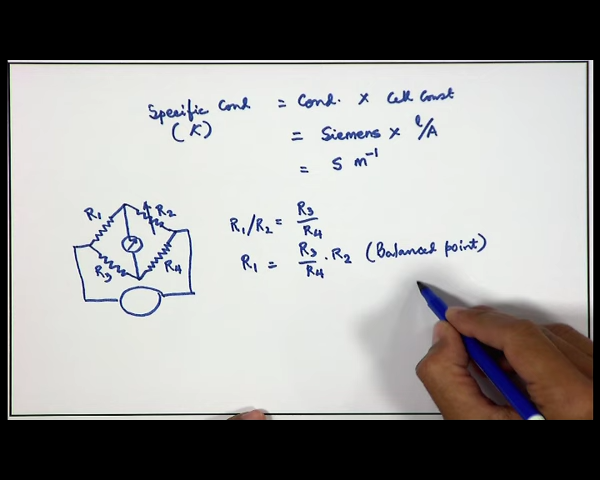 Specific Cond = Cond. × Cell Const
(K) = Siemens × l/A
= S m⁻¹
R₁ R₂
R₃ R₄
R₁/R₂ = R₃/R₄
R₁ = R₃/R₄ . R₂ (Balanced point)